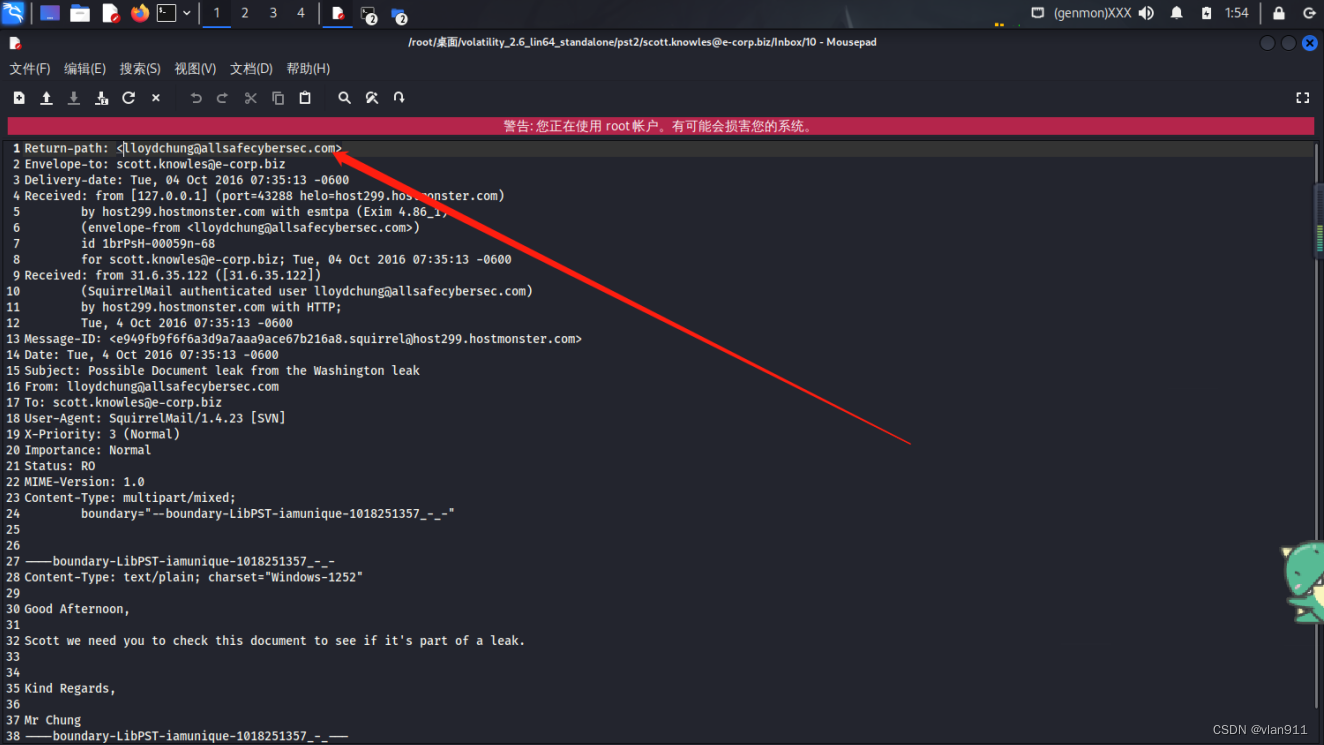 1 2 3 4 2 2 (genmon)XXX 1:54
/root/桌面/volatility_2.6_lin64_standalone/pst2/scott.knowles@e-corp.biz/Inbox/10 - Mousepad
文件(F) 编辑(E) 搜索(S) 视图(V) 文档(D) 帮助(H)
警告: 您正在使用 root 帐户。有可能会损害您的系统。
1 Return-path: <lloydchung@allsafecybersec.com>
2 Envelope-to: scott.knowles@e-corp.biz
3 Delivery-date: Tue, 04 Oct 2016 07:35:13 -0600
4 Received: from [127.0.0.1] (port=43288 helo=host299.hostmonster.com)
5 by host299.hostmonster.com with esmtpa (Exim 4.86_1)
6 (envelope-from <lloydchung@allsafecybersec.com>)
7 id 1brPsH-00059n-68
8 for scott.knowles@e-corp.biz; Tue, 04 Oct 2016 07:35:13 -0600
9 Received: from 31.6.35.122 ([31.6.35.122])
10 (SquirrelMail authenticated user lloydchung@allsafecybersec.com)
11 by host299.hostmonster.com with HTTP;
12 Tue, 4 Oct 2016 07:35:13 -0600
13 Message-ID: <e949fb9f6f6a3d9a7aaa9ace67b216a8.squirrel@host299.hostmonster.com>
14 Date: Tue, 4 Oct 2016 07:35:13 -0600
15 Subject: Possible Document leak from the Washington leak
16 From: lloydchung@allsafecybersec.com
17 To: scott.knowles@e-corp.biz
18 User-Agent: SquirrelMail/1.4.23 [SVN]
19 X-Priority: 3 (Normal)
20 Importance: Normal
21 Status: RO
22 MIME-Version: 1.0
23 Content-Type: multipart/mixed;
24 boundary="--boundary-LibPST-iamunique-1018251357_-_-"
25
26
27 ----boundary-LibPST-iamunique-1018251357_-_-
28 Content-Type: text/plain; charset="Windows-1252"
29
30 Good Afternoon,
31
32 Scott we need you to check this document to see if it's part of a leak.
33
34
35 Kind Regards,
36
37 Mr Chung
38 ----boundary-LibPST-iamunique-1018251357_-_---
CSDN @vlan911